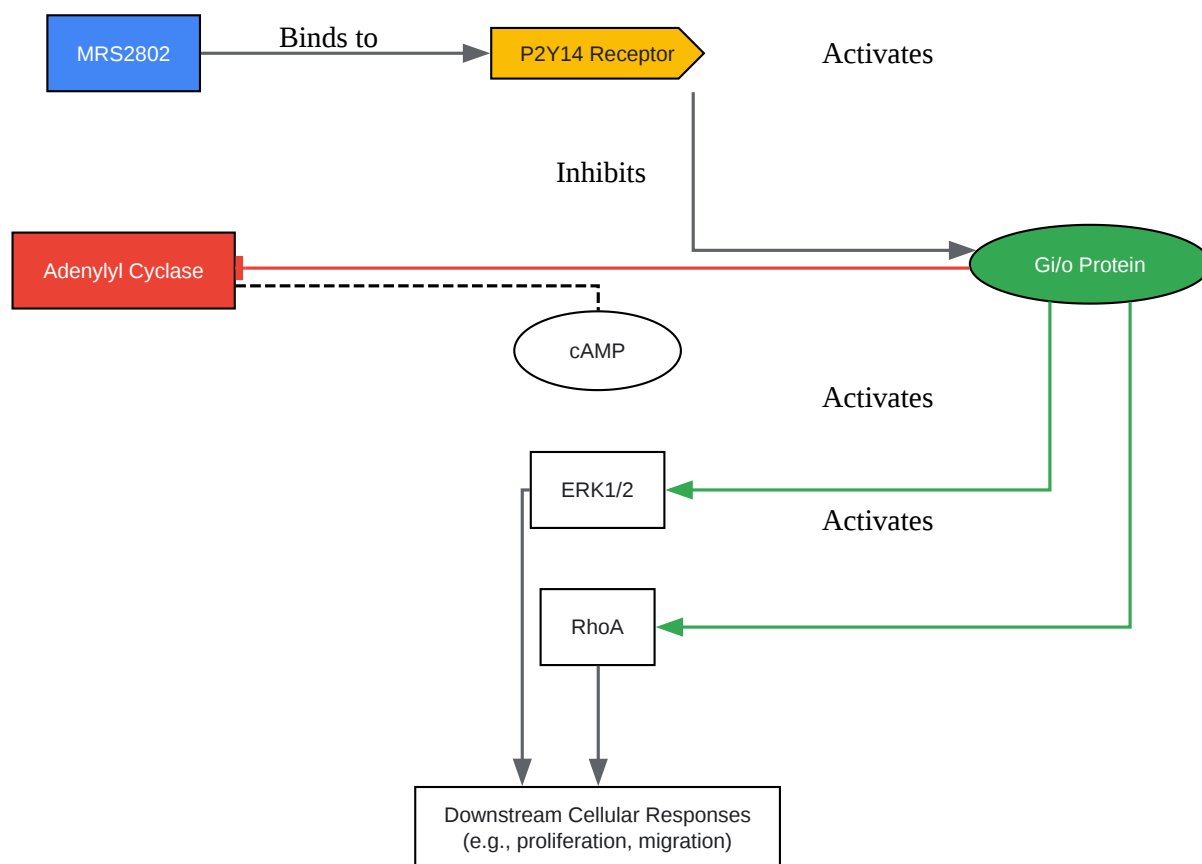 MRS2802
Binds to
P2Y14 Receptor
Activates
Inhibits
Adenylyl Cyclase
Gi/o Protein
cAMP
Activates
ERK1/2
Activates
RhoA
Downstream Cellular Responses
(e.g., proliferation, migration)